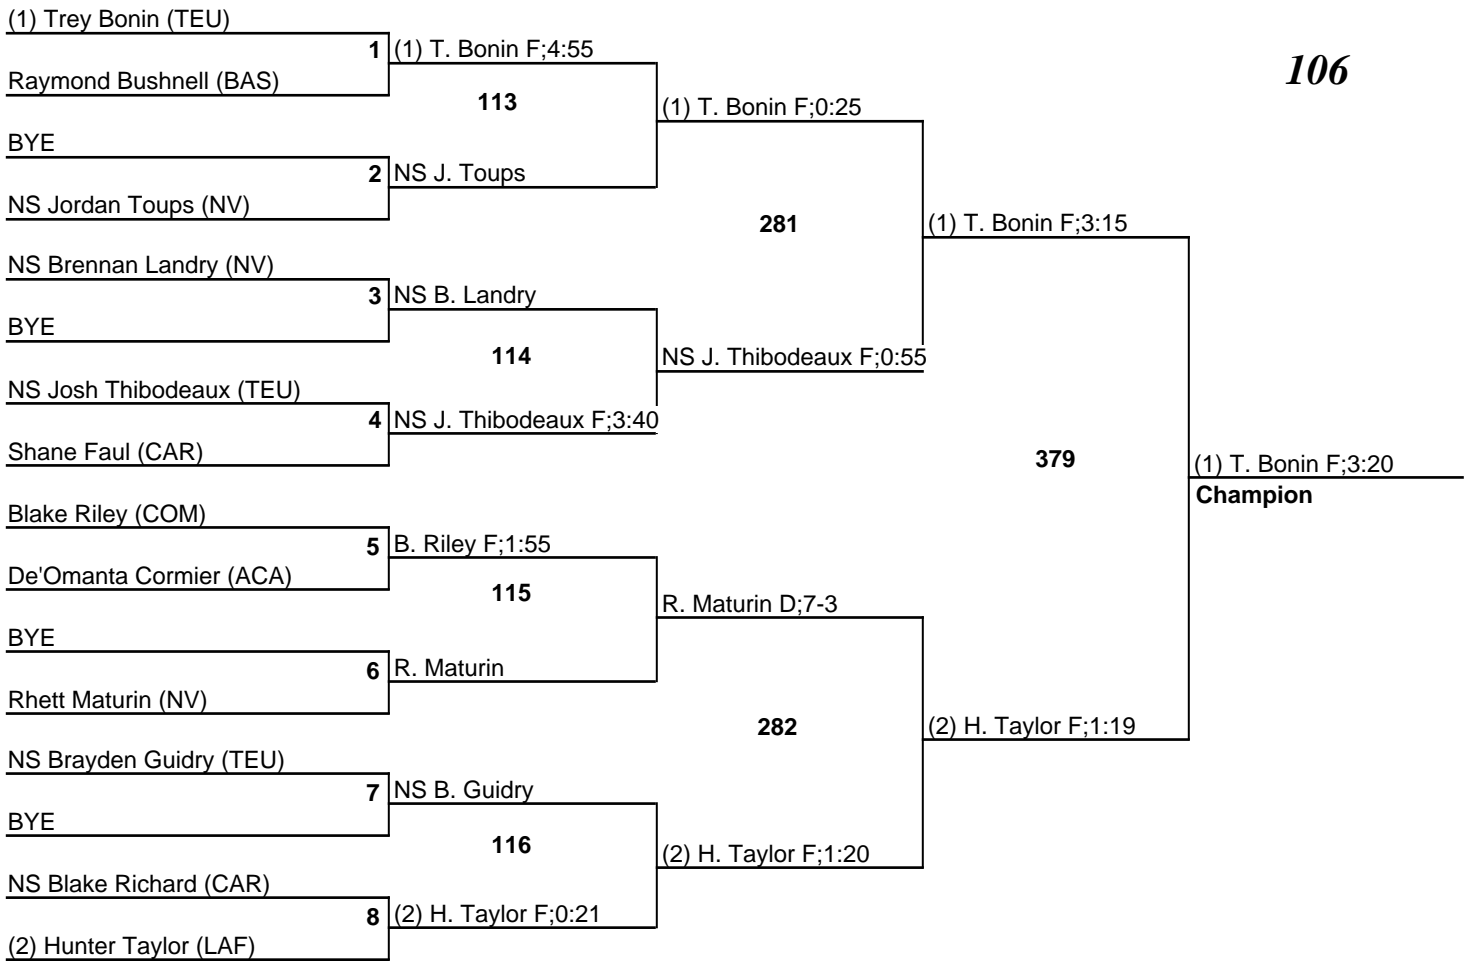 (1) Trey Bonin (TEU)
1 (1) T. Bonin F;4:55
106
Raymond Bushnell (BAS)
113
(1) T. Bonin F;0:25
BYE
2 NS J. Toups
NS Jordan Toups (NV)
281
(1) T. Bonin F;3:15
NS Brennan Landry (NV)
3 NS B. Landry
BYE
114
NS J. Thibodeaux F;0:55
NS Josh Thibodeaux (TEU)
4 NS J. Thibodeaux F;3:40
Shane Faul (CAR)
379
(1) T. Bonin F;3:20
Champion
Blake Riley (COM)
5 B. Riley F;1:55
De'Omanta Cormier (ACA)
115
R. Maturin D;7-3
BYE
6 R. Maturin
Rhett Maturin (NV)
282
(2) H. Taylor F;1:19
NS Brayden Guidry (TEU)
7 NS B. Guidry
BYE
116
(2) H. Taylor F;1:20
NS Blake Richard (CAR)
8 (2) H. Taylor F;0:21
(2) Hunter Taylor (LAF)